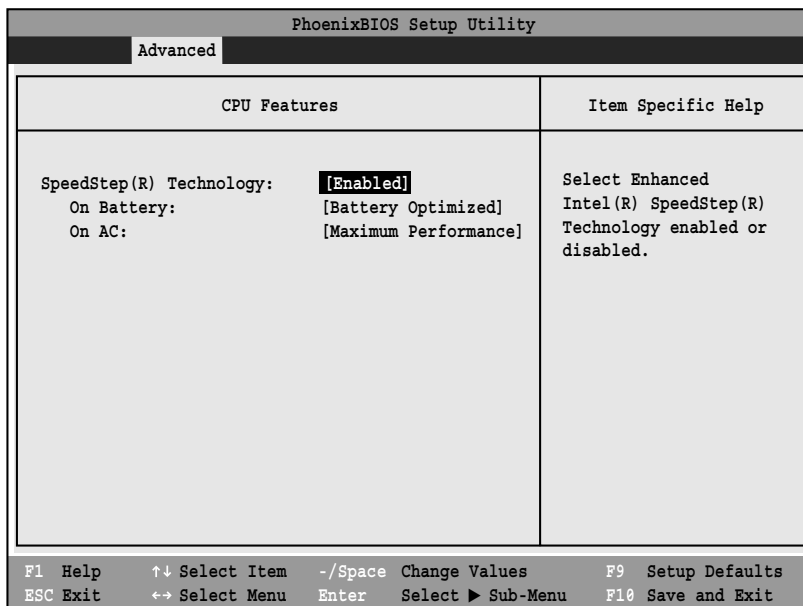 PhoenixBIOS Setup Utility
Advanced
CPU Features
Item Specific Help
SpeedStep(R) Technology: [Enabled]
On Battery: [Battery Optimized]
On AC: [Maximum Performance]
Select Enhanced
Intel(R) SpeedStep(R)
Technology enabled or
disabled.
F1 Help ↑↓ Select Item -/Space Change Values F9 Setup Defaults
ESC Exit ←→ Select Menu Enter Select ▶ Sub-Menu F10 Save and Exit